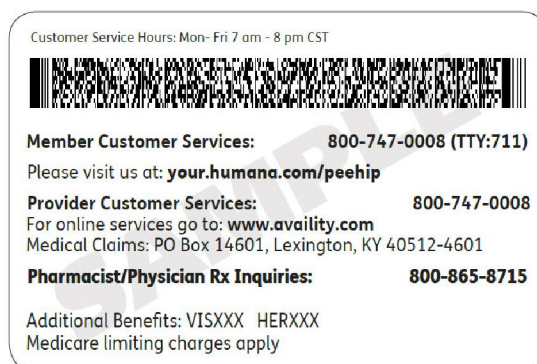 Customer Service Hours: Mon- Fri 7 am - 8 pm CST
Member Customer Services: 800-747-0008 (TTY:711)
Please visit us at: your.humana.com/peehip
Provider Customer Services: 800-747-0008
For online services go to: www.availity.com
Medical Claims: PO Box 14601, Lexington, KY 40512-4601
Pharmacist/Physician Rx Inquiries: 800-865-8715
Additional Benefits: VISXXX HERXXX
Medicare limiting charges apply
SAMPLE